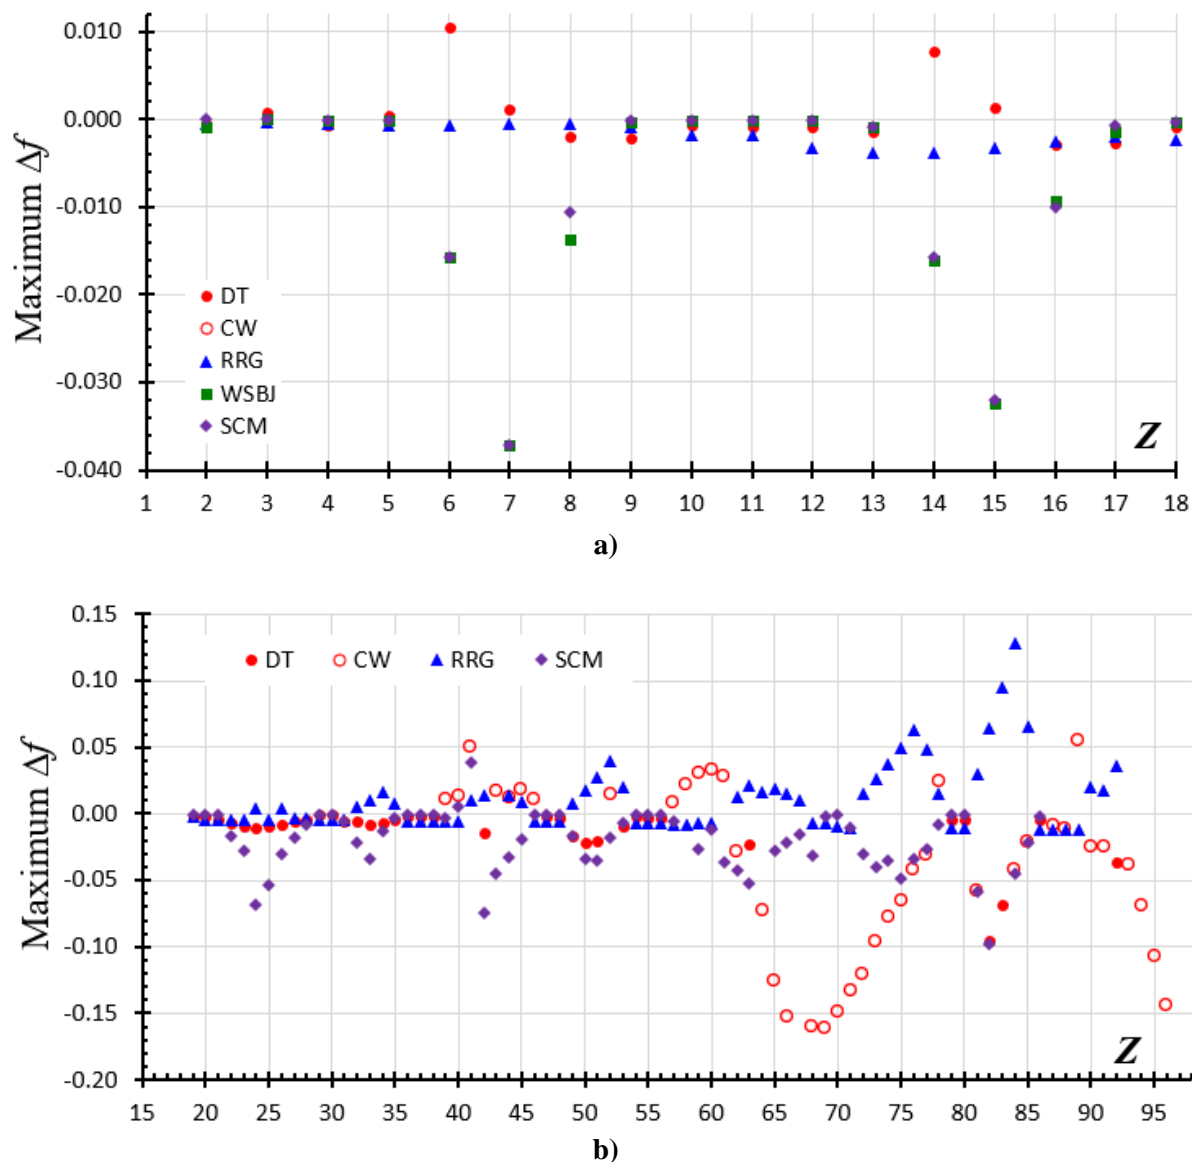 0.010
0.000
-0.010
-0.020
-0.030
-0.040
Maximum Δf
DT
CW
RRG
WSBJ
SCM
Z
1 2 3 4 5 6 7 8 9 10 11 12 13 14 15 16 17 18
a)
0.15
0.10
0.05
0.00
-0.05
-0.10
-0.15
-0.20
Maximum Δf
DT CW RRG SCM
Z
15 20 25 30 35 40 45 50 55 60 65 70 75 80 85 90 95
b)